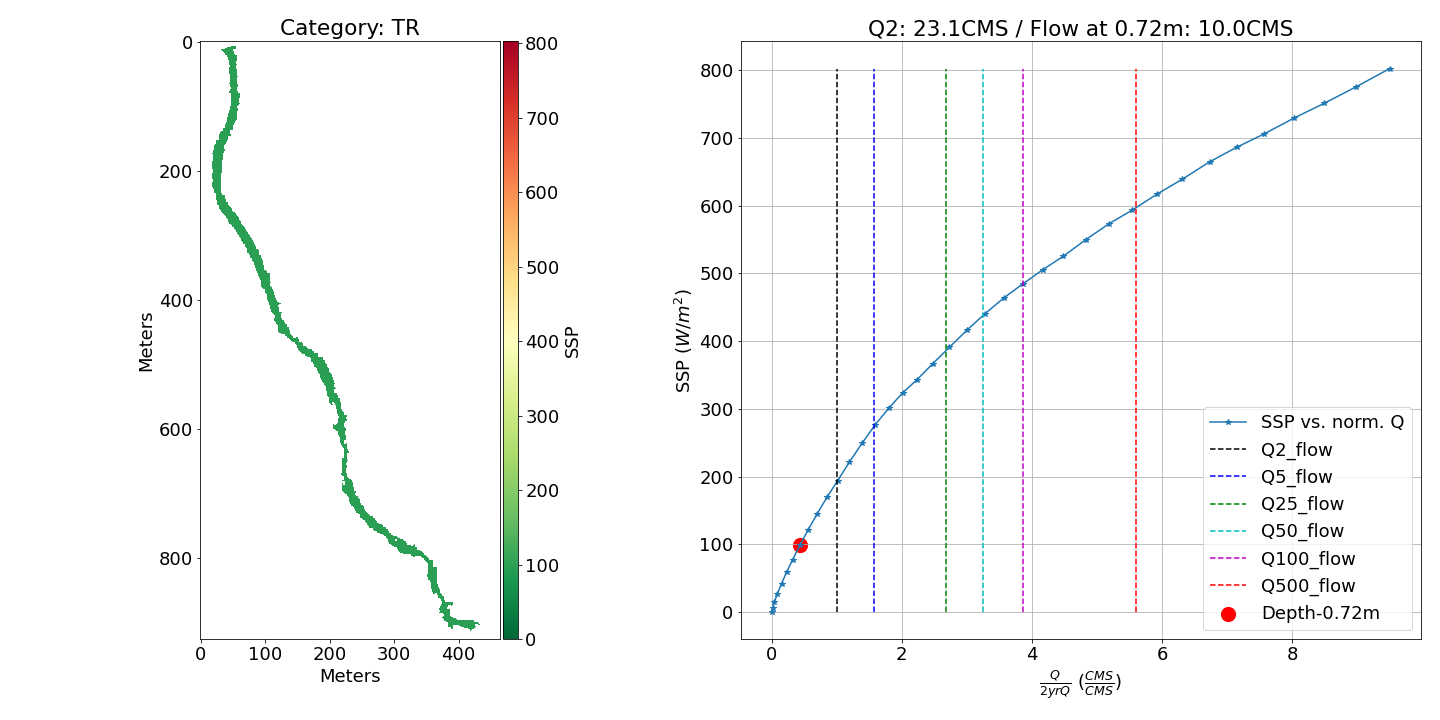 Category: TR
0
200
400
600
800
Meters
0
100
200
300
400
Meters
800
700
600
500
400
300
200
100
0
SSP
Q2: 23.1CMS / Flow at 0.72m: 10.0CMS
800
700
600
500
400
300
200
100
0
SSP (W/m²)
0
2
4
6
8
Q/2yrQ (CMS/CMS)
SSP vs. norm. Q
Q2_flow
Q5_flow
Q25_flow
Q50_flow
Q100_flow
Q500_flow
Depth-0.72m